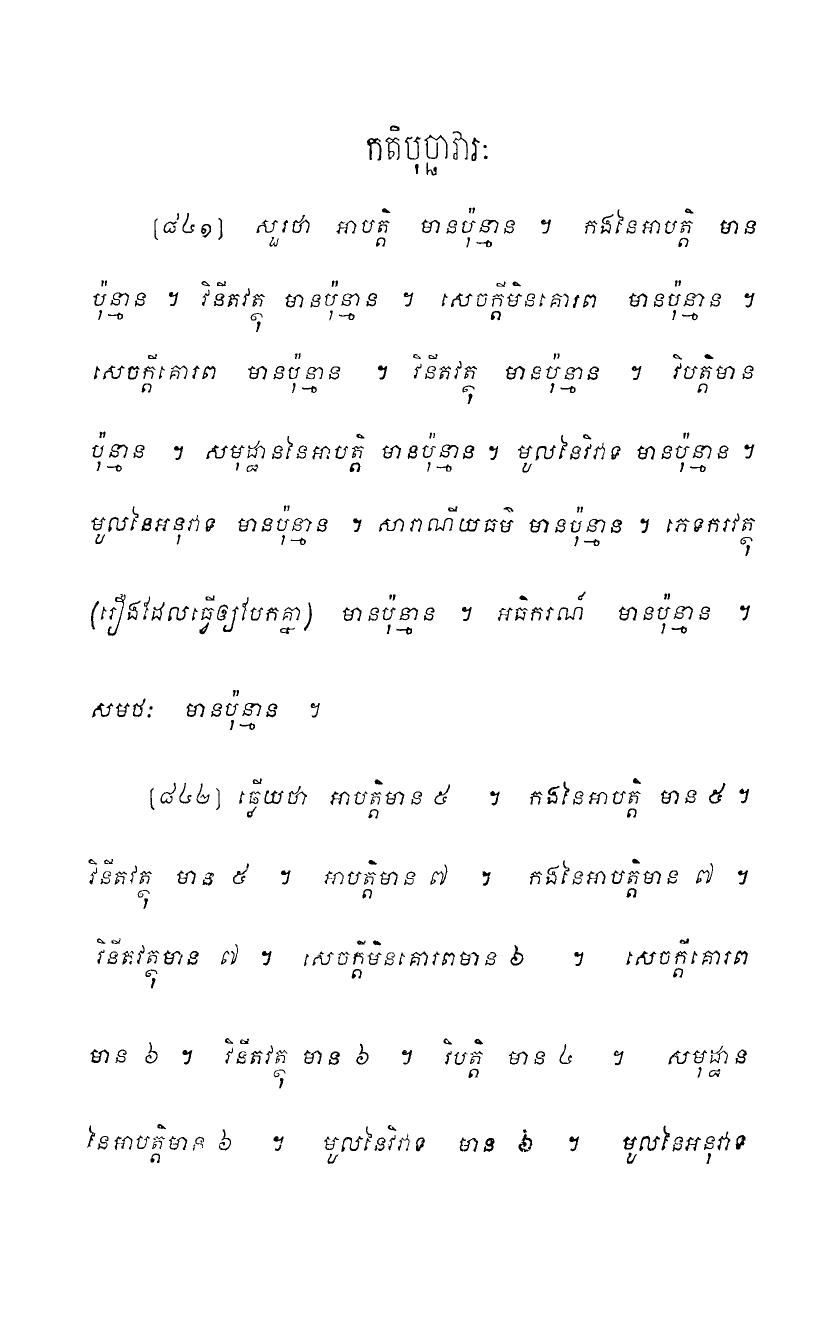 កតិបុច្ឆាវារៈ
[៨៤១] សួរថា អាបត្តិ មានប៉ុន្មាន ។ កងនៃអាបត្តិ មាន
ប៉ុន្មាន ។ វិនីតវត្ថុ មានប៉ុន្មាន ។ សេចក្តីមិនគោរព មានប៉ុន្មាន ។
សេចក្តីគោរព មានប៉ុន្មាន ។ វិនីតវត្ថុ មានប៉ុន្មាន ។ វិបត្តិមាន
ប៉ុន្មាន ។ សមុដ្ឋាននៃអាបត្តិ មានប៉ុន្មាន ។ មូលនៃវិវាទ មានប៉ុន្មាន ។
មូលនៃអនុវាទ មានប៉ុន្មាន ។ សារាណីយធម៌ មានប៉ុន្មាន ។ ភេទករវត្ថុ
(រឿងដែលធ្វើឲ្យបែកគ្នា) មានប៉ុន្មាន ។ អធិករណ៍ មានប៉ុន្មាន ។
សមថៈ មានប៉ុន្មាន ។
[៨៤២] ឆ្លើយថា អាបត្តិមាន ៥ ។ កងនៃអាបត្តិ មាន ៥ ។
វិនីតវត្ថុ មាន ៥ ។ អាបត្តិមាន ៧ ។ កងនៃអាបត្តិមាន ៧ ។
វិនីតវត្ថុមាន ៧ ។ សេចក្តីមិនគោរពមាន ៦ ។ សេចក្តីគោរព
មាន ៦ ។ វិនីតវត្ថុ មាន ៦ ។ វិបត្តិ មាន ៤ ។ សមុដ្ឋាន
នៃអាបត្តិមាន ៦ ។ មូលនៃវិវាទ មាន ៦ ។ មូលនៃអនុវាទ